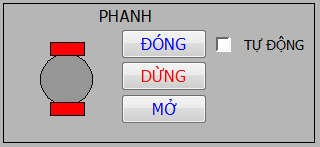 PHANH
ĐÓNG
TỰ ĐỘNG
DỪNG
MỞ